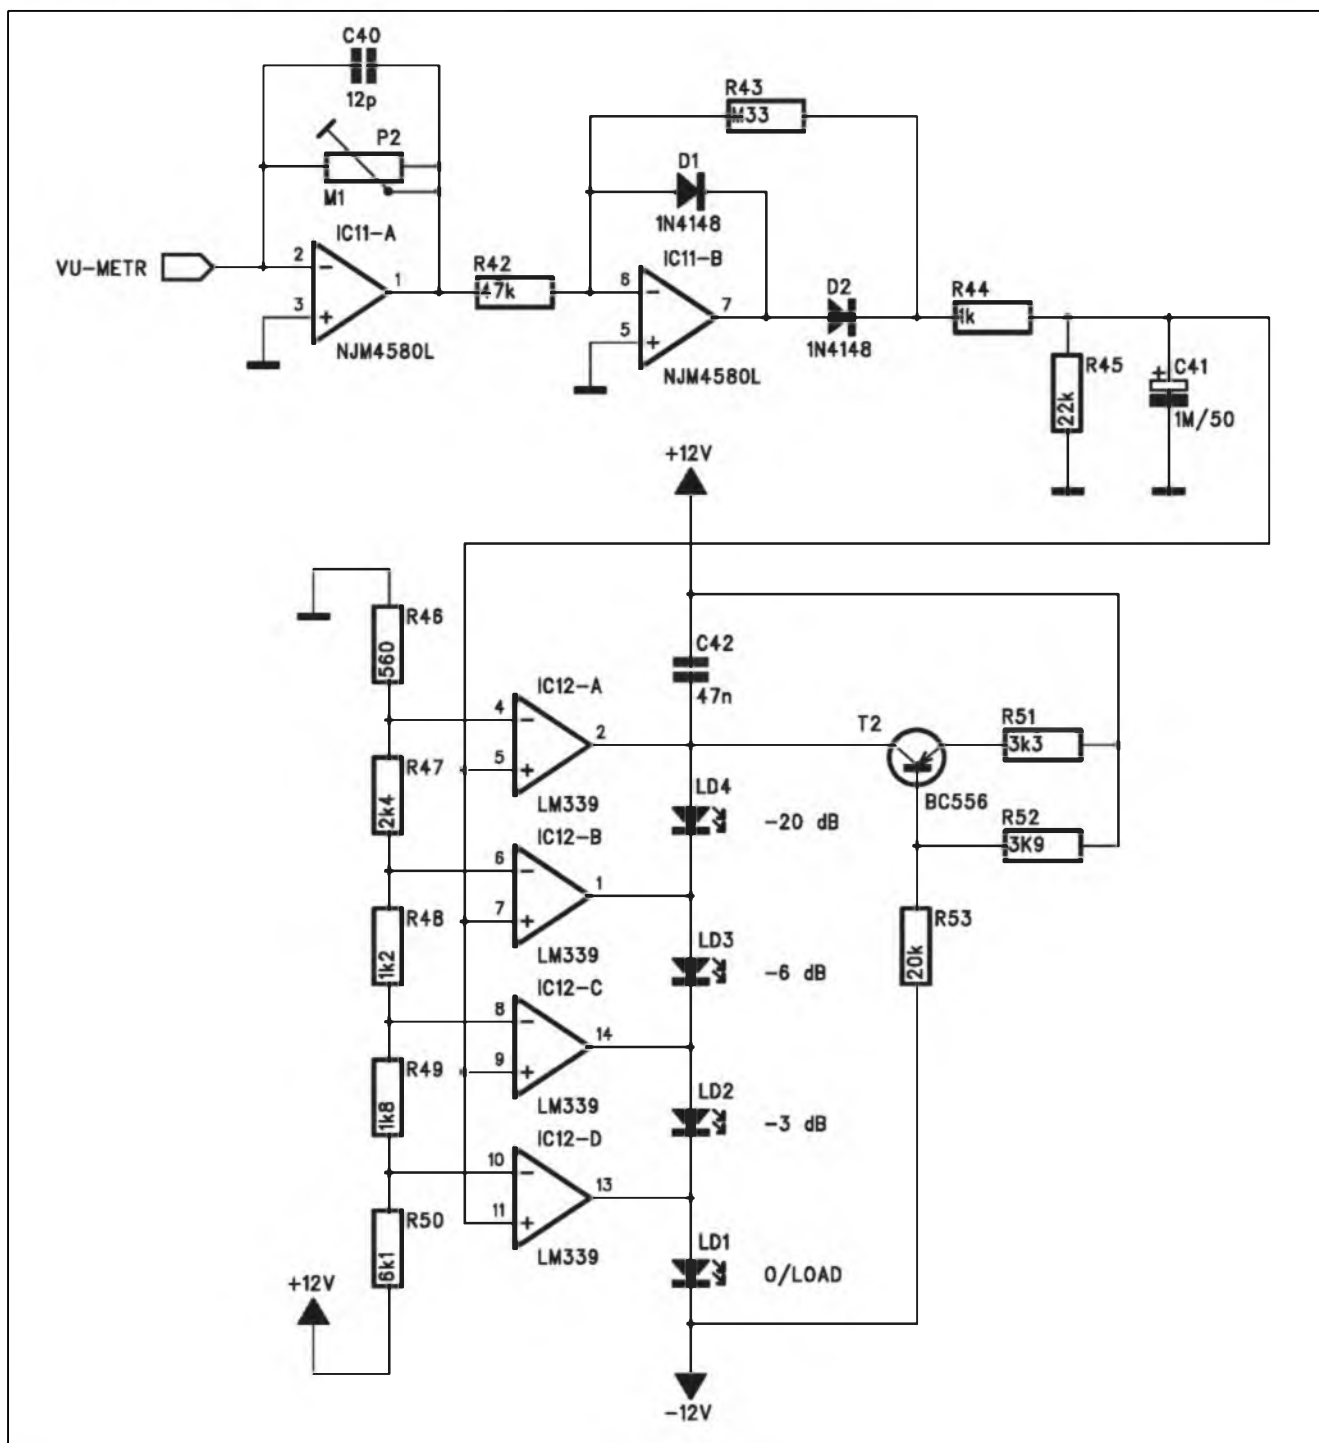 C40
12p
P2
M1
IC11-A
VU-METR
2
3
1
NJM4580L
R42
47k
R43
M33
D1
1N4148
IC11-B
6
5
7
NJM4580L
D2
1N4148
R44
1k
R45
22k
C41
+
1M/50
+12V
R46
560
C42
47n
IC12-A
4
5
2
LM339
R47
2k4
T2
BC556
R51
3k3
R52
3K9
LD4
-20 dB
IC12-B
6
7
1
LM339
R48
1k2
R53
20k
LD3
-6 dB
IC12-C
8
9
14
LM339
R49
1k8
LD2
-3 dB
IC12-D
10
11
13
LM339
R50
6k1
LD1
O/LOAD
+12V
-12V